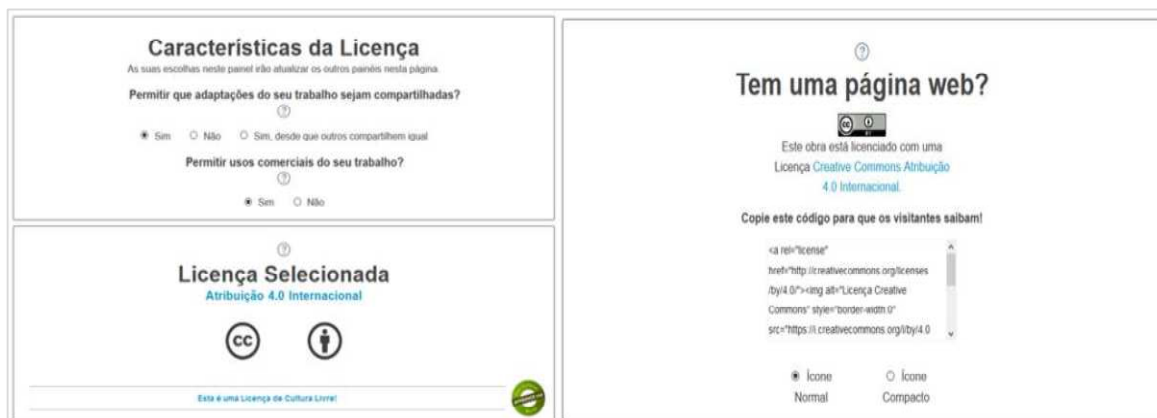 Características da Licença
As suas escolhas neste painel irão atualizar os outros painéis nesta página.
Permitir que adaptações do seu trabalho sejam compartilhadas?
?
Sim Não Sim, desde que outros compartilhem igual
Permitir usos comerciais do seu trabalho?
?
Sim Não
?
Licença Selecionada
Atribuição 4.0 Internacional
cc
Esta é uma Licença de Cultura Livre!
?
Tem uma página web?
cc
BY
Este obra está licenciado com uma
Licença Creative Commons Atribuição
4.0 Internacional.
Copie este código para que os visitantes saibam!
<a rel="license"
href="http://creativecommons.org/licenses
/by/4.0/"><img alt="Licença Creative
Commons" style="border-width:0"
src="https://i.creativecommons.org/l/by/4.0
Ícone Ícone
Normal Compacto